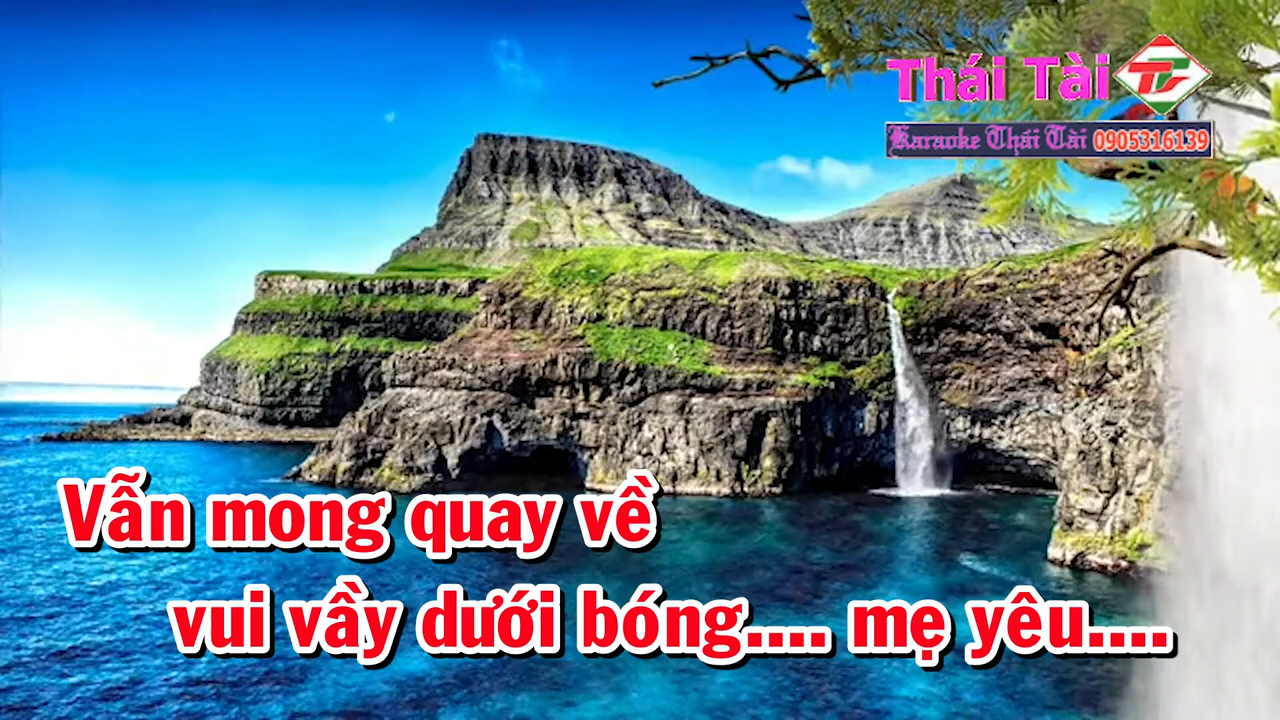 Thái Tài
Karaoke Thái Tài 0905316139
Vẫn mong quay về
vui vầy dưới bóng.... mẹ yêu....